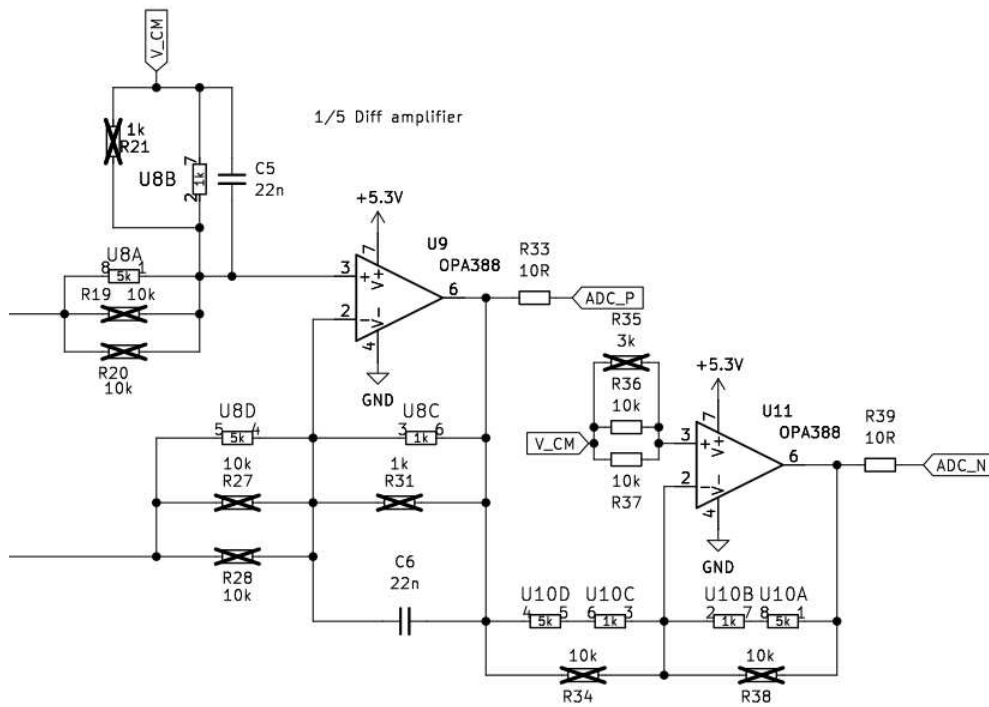 V_CM
1/5 Diff amplifier
1k
R21
U8B
7
1k
2
C5
22n
+5.3V
U8A
8
5k
1
R19
10k
R20
10k
3
+
7
V+
U9
OPA388
6
2
-
V-
4
GND
R33
10R
ADC_P
R35
3k
R36
10k
V_CM
10k
R37
+5.3V
3
+
7
V+
U11
OPA388
6
2
-
V-
4
GND
R39
10R
ADC_N
U8D
5
5k
4
10k
R27
R28
10k
U8C
3
1k
6
1k
R31
C6
22n
U10D
4
5k
5
U10C
6
1k
3
U10B
2
1k
7
U10A
8
5k
1
10k
R34
10k
R38